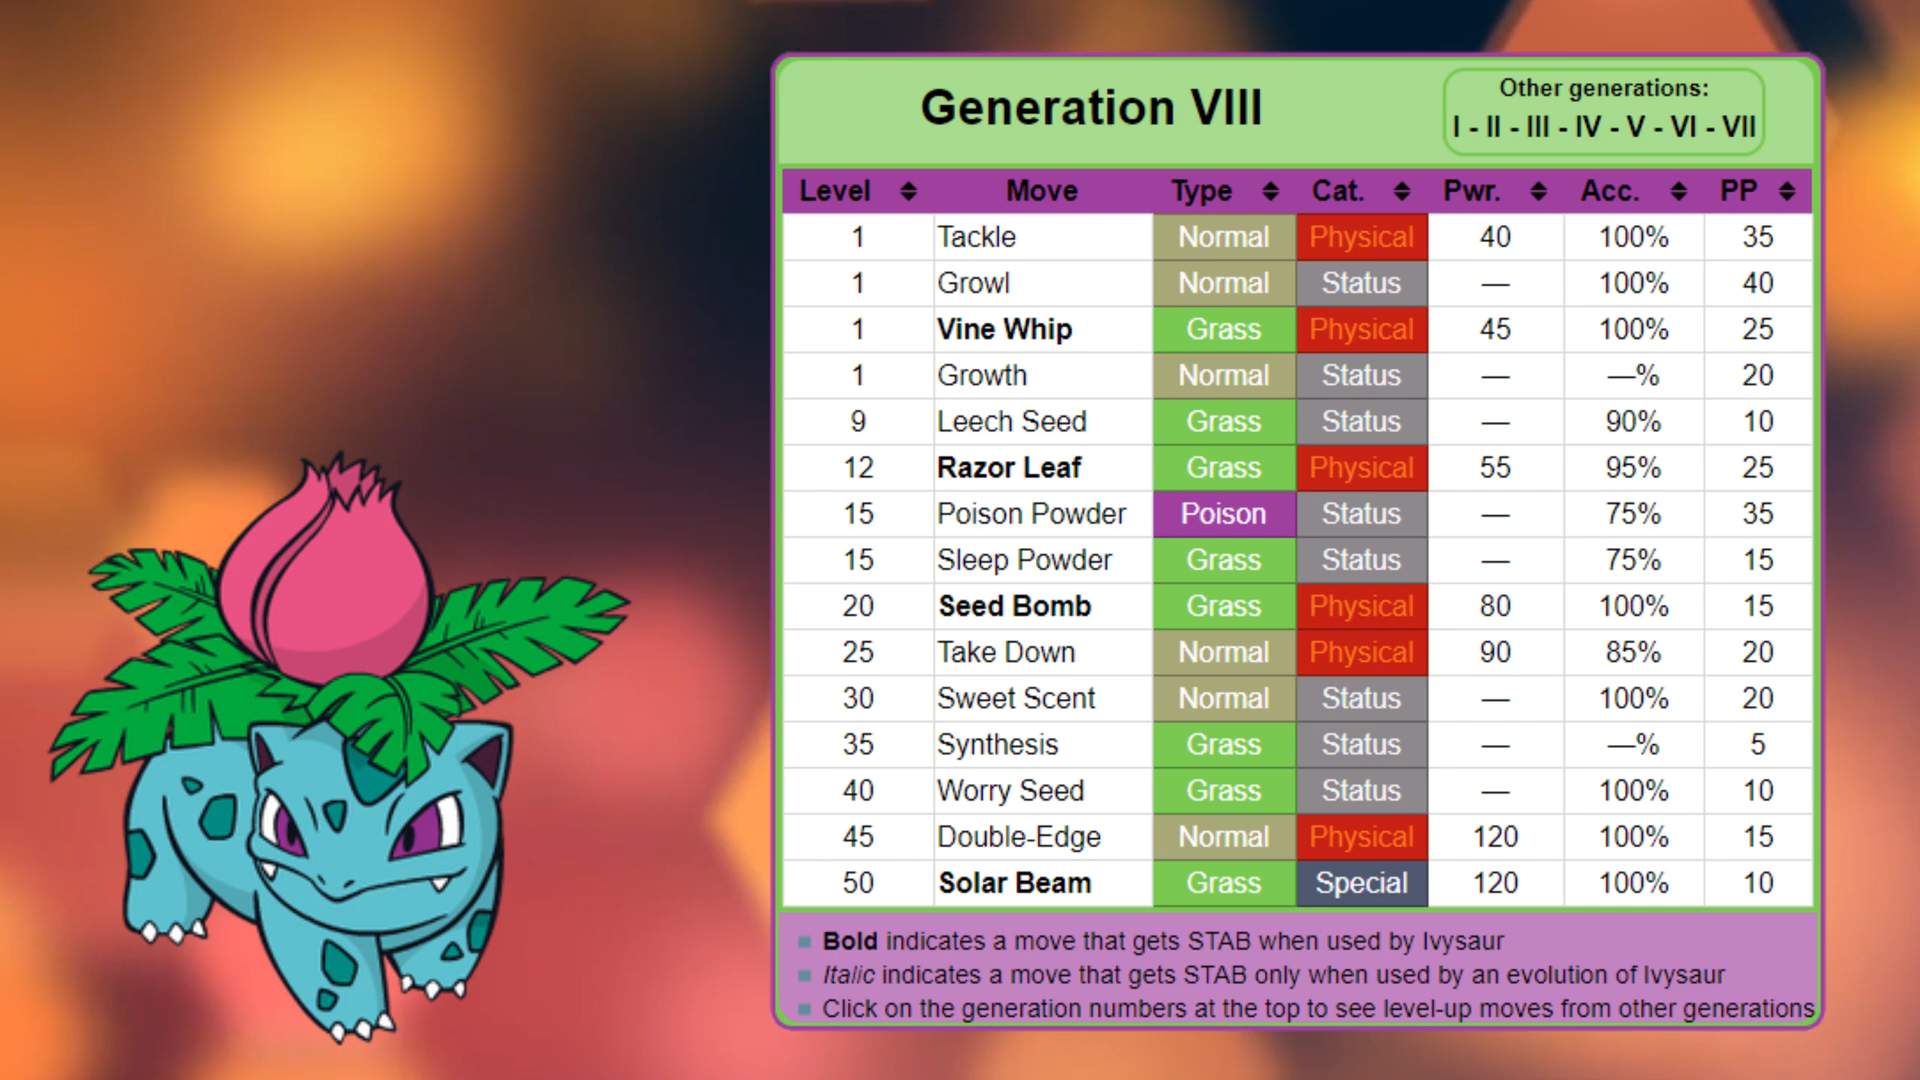 Generation VIII
Other generations:
I - II - III - IV - V - VI - VII
Level Move Type Cat. Pwr. Acc. PP
1 Tackle Normal Physical 40 100% 35
1 Growl Normal Status — 100% 40
1 Vine Whip Grass Physical 45 100% 25
1 Growth Normal Status — —% 20
9 Leech Seed Grass Status — 90% 10
12 Razor Leaf Grass Physical 55 95% 25
15 Poison Powder Poison Status — 75% 35
15 Sleep Powder Grass Status — 75% 15
20 Seed Bomb Grass Physical 80 100% 15
25 Take Down Normal Physical 90 85% 20
30 Sweet Scent Normal Status — 100% 20
35 Synthesis Grass Status — —% 5
40 Worry Seed Grass Status — 100% 10
45 Double-Edge Normal Physical 120 100% 15
50 Solar Beam Grass Special 120 100% 10
Bold indicates a move that gets STAB when used by Ivysaur
Italic indicates a move that gets STAB only when used by an evolution of Ivysaur
Click on the generation numbers at the top to see level-up moves from other generations